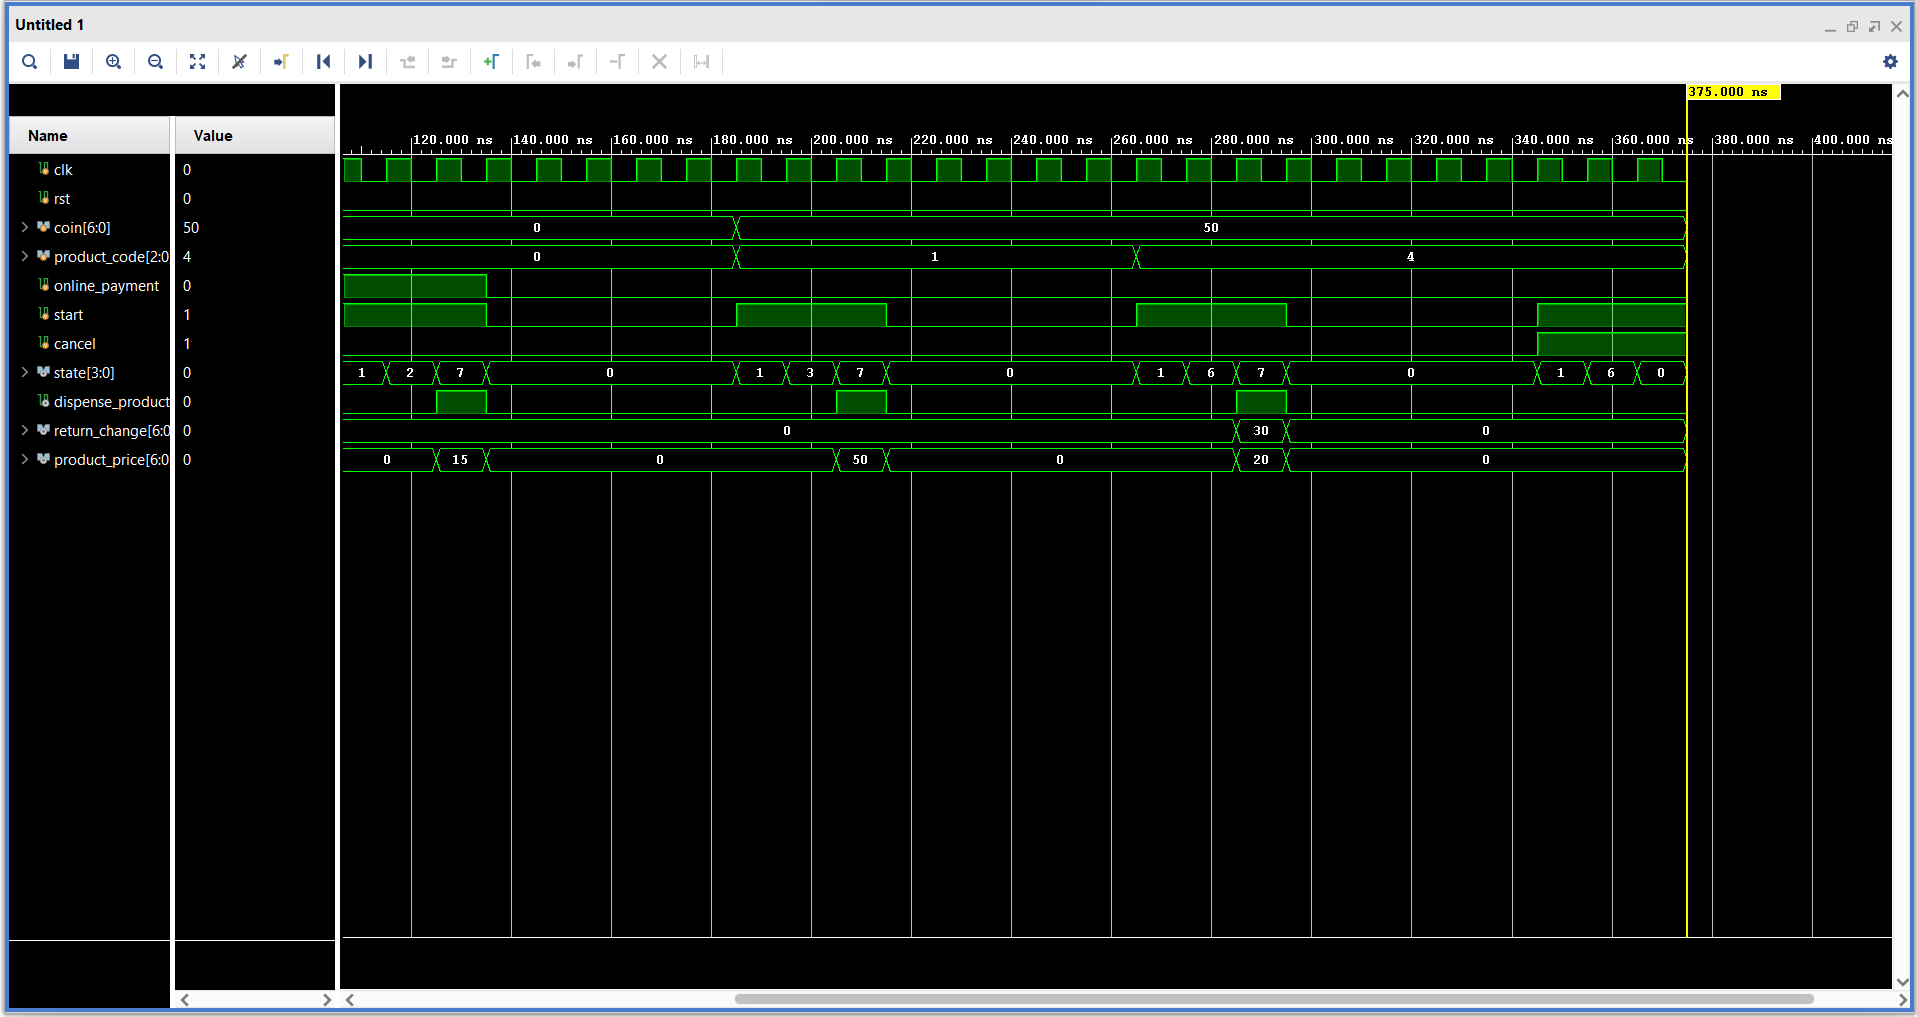 Untitled 1
375.000 ns
Name Value
120.000 ns 140.000 ns 160.000 ns 180.000 ns 200.000 ns 220.000 ns 240.000 ns 260.000 ns 280.000 ns 300.000 ns 320.000 ns 340.000 ns 360.000 ns 380.000 ns 400.000 ns
clk 0
rst 0
coin[6:0] 50 0 50
product_code[2:0 4 0 1 4
online_payment 0
start 1
cancel 1
state[3:0] 0 1 2 7 0 1 3 7 0 1 6 7 0 1 6 0
dispense_product 0
return_change[6:0 0 0 30 0
product_price[6:0 0 0 15 0 50 0 20 0